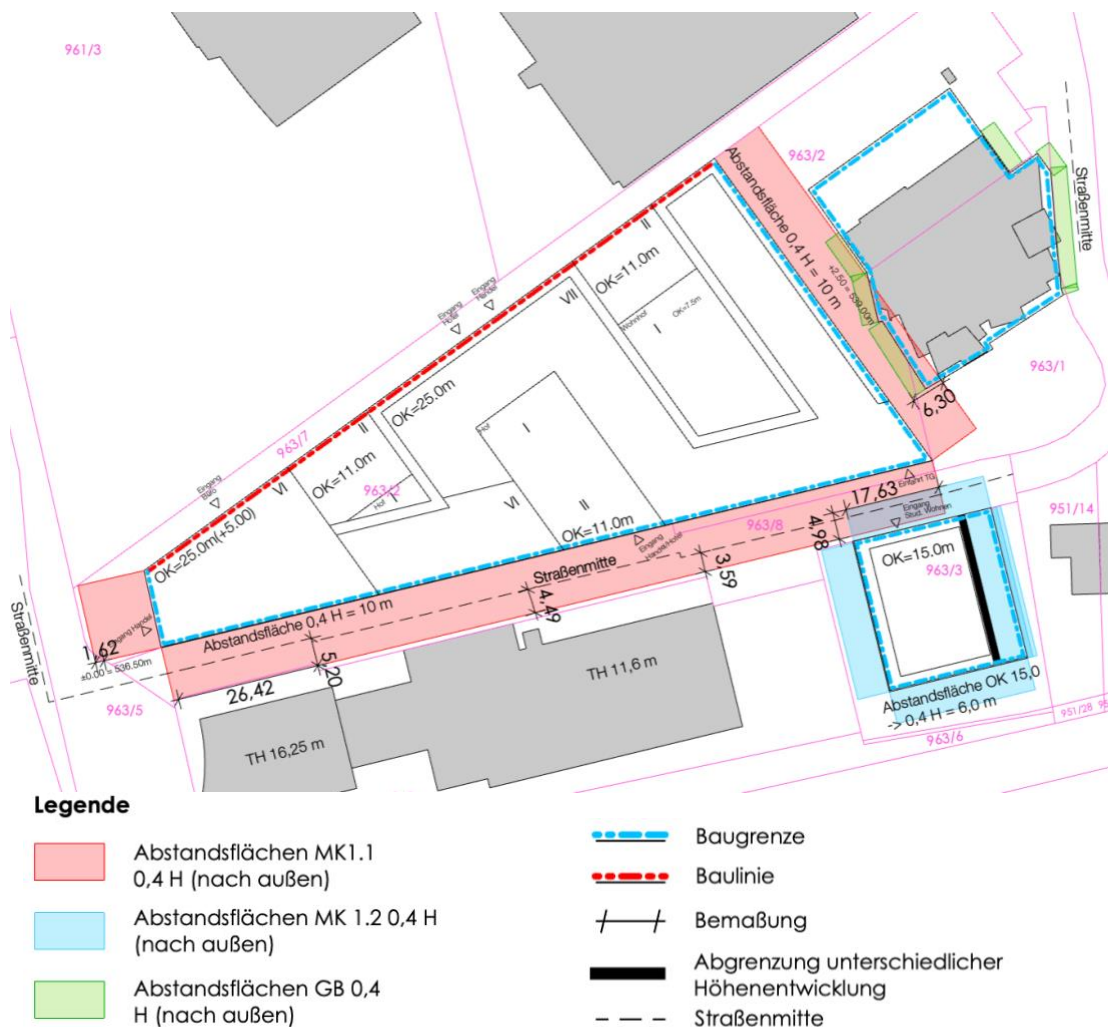 961/3
963/2
Straßenmitte
Abstandsfläche 0,4 H = 10 m
II
OK=11.0m
VII
Wohnhof
I
OK=7.5m
+2.50 = 539.00m
963/1
6,30
Eingang
Handel
Eingang
Hotel
OK=25.0m
963/7
II
OK=11.0m
963/2
Hof
I
Hof
I
VI
II
OK=11.0m
Eingang
Büro
VI
OK=25.0m(+5.00)
Einfahrt TG
17,63
Eingang
Stud. Wohnen
963/8
4,98
Eingang
Handel/Hotel
3,59
Straßenmitte
4,49
951/14
OK=15.0m
963/3
Straßenmitte
Eingang Handel
1,62
±0.00 = 536,50m
Abstandsfläche 0,4 H = 10 m
5,20
26,42
963/5
TH 11,6 m
TH 16,25 m
Abstandsfläche OK 15,0
-> 0,4 H = 6,0 m
951/28
963/6
Legende
Abstandsflächen MK1.1
0,4 H (nach außen)
Abstandsflächen MK 1.2 0,4 H
(nach außen)
Abstandsflächen GB 0,4
H (nach außen)
Baugrenze
Baulinie
Bemaßung
Abgrenzung unterschiedlicher
Höhenentwicklung
Straßenmitte